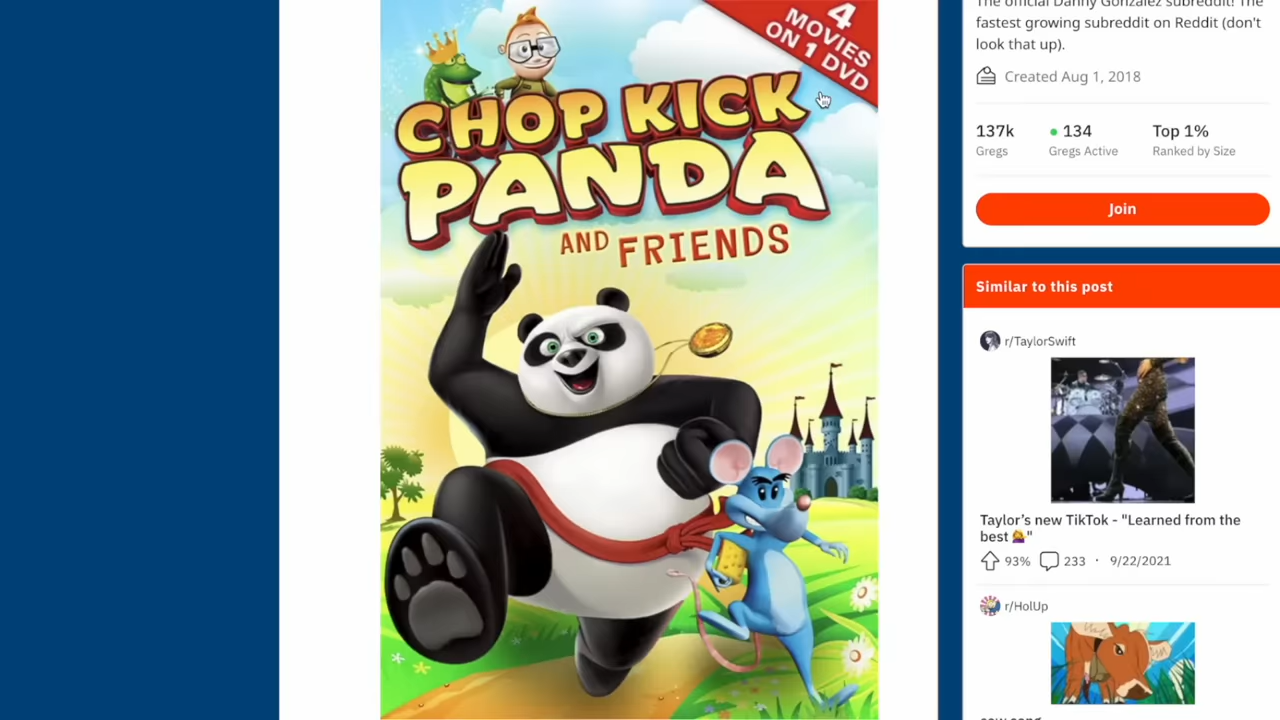 4
MOVIES
ON 1 DVD
CHOP KICK
PANDA
AND FRIENDS
The official Danny Gonzalez subreddit! The
fastest growing subreddit on Reddit (don't
look that up).
Created Aug 1, 2018
137k
134
Top 1%
Gregs
Gregs Active
Ranked by Size
Join
Similar to this post
r/TaylorSwift
Taylor’s new TikTok - "Learned from the
best 🤷‍♀️"
93% 233 · 9/22/2021
r/HolUp